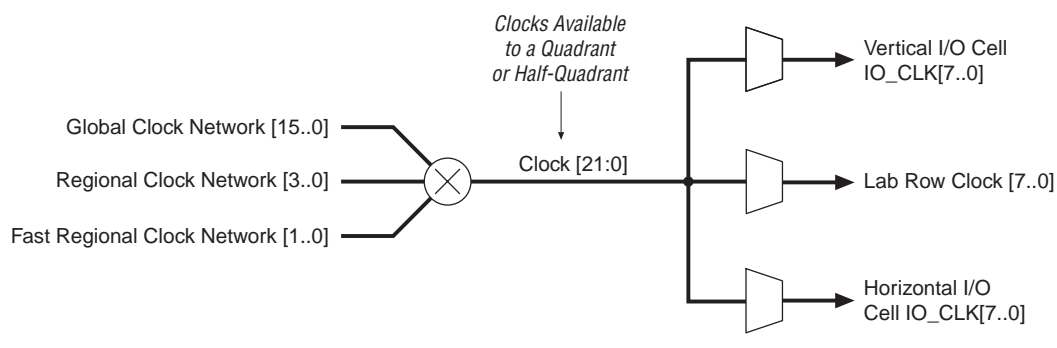 Clocks Available
to a Quadrant
or Half-Quadrant
Vertical I/O Cell
IO_CLK[7..0]
Global Clock Network [15..0]
Clock [21:0]
Regional Clock Network [3..0]
Lab Row Clock [7..0]
Fast Regional Clock Network [1..0]
Horizontal I/O
Cell IO_CLK[7..0]